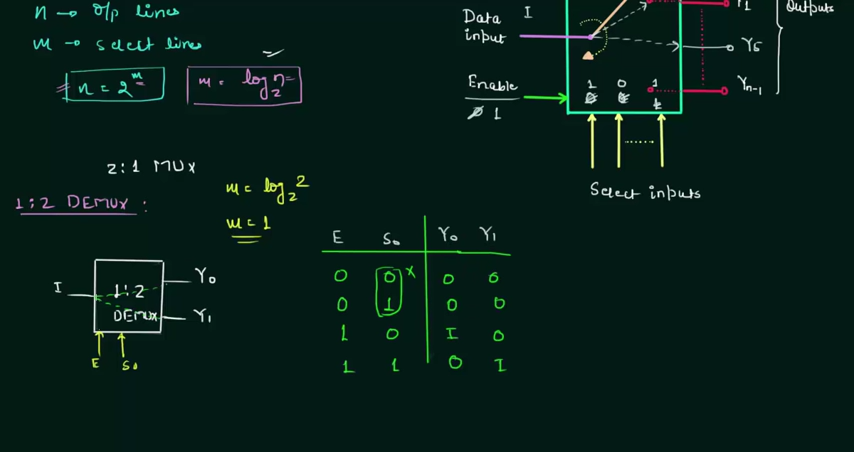 n → o/p lines
m → select lines
n = 2^m
m = log₂ n
2:1 MUX
1:2 DEMUX :
m = log₂ 2
m = 1
I
1:2
DEMUX
Y₀
Y₁
E S₀
E S₀ Y₀ Y₁
0 0 x 0 0
0 1 0 0
1 0 I 0
1 1 0 I
Data
input
I
Enable
0 1
1 0 1
Y₁
Outputs
Y₅
Yn-1
Select inputs